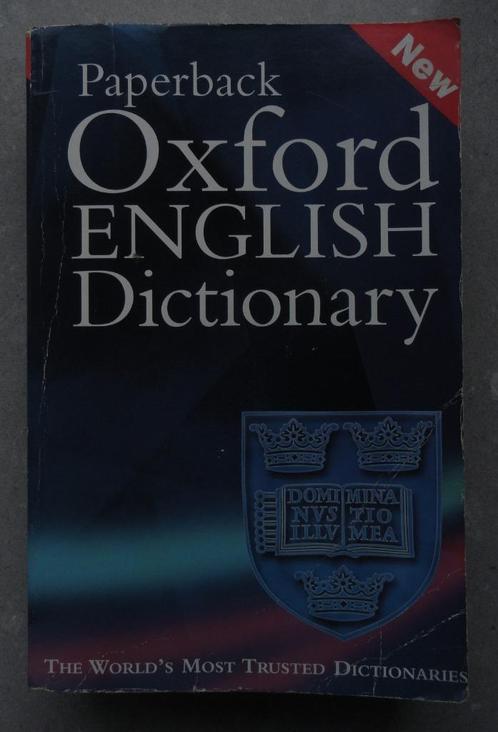 New
Paperback
Oxford
ENGLISH
Dictionary
DOMI MINA
NVS TIO
ILLV MEA
THE WORLD'S MOST TRUSTED DICTIONARIES